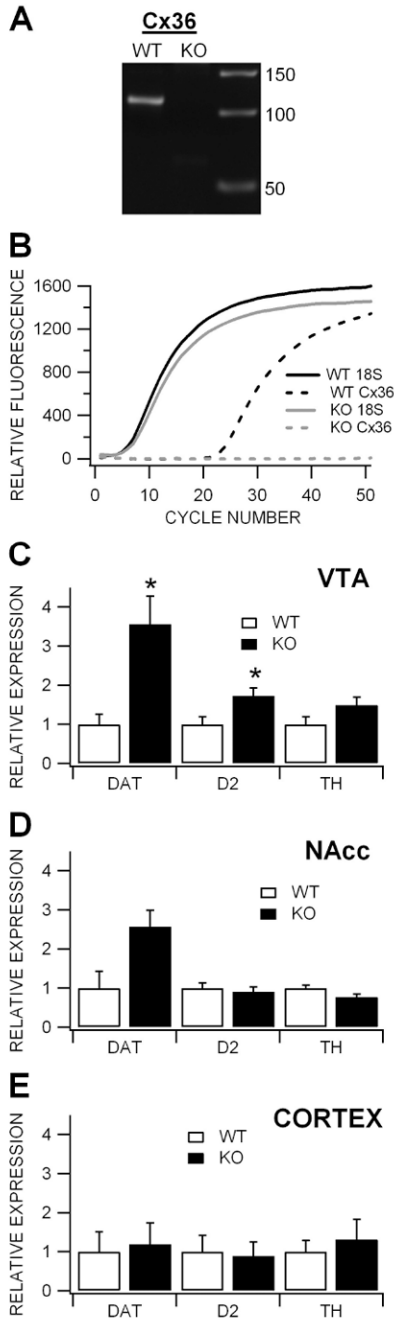 A
Cx36
WT KO
150
100
50
B
RELATIVE FLUORESCENCE
1600
1200
800
400
0
WT 18S
WT Cx36
KO 18S
KO Cx36
0 10 20 30 40 50
CYCLE NUMBER
C
VTA
RELATIVE EXPRESSION
4
3
2
1
0
WT
KO
*
*
DAT D2 TH
D
NAcc
RELATIVE EXPRESSION
4
3
2
1
0
WT
KO
DAT D2 TH
E
CORTEX
RELATIVE EXPRESSION
4
3
2
1
0
WT
KO
DAT D2 TH